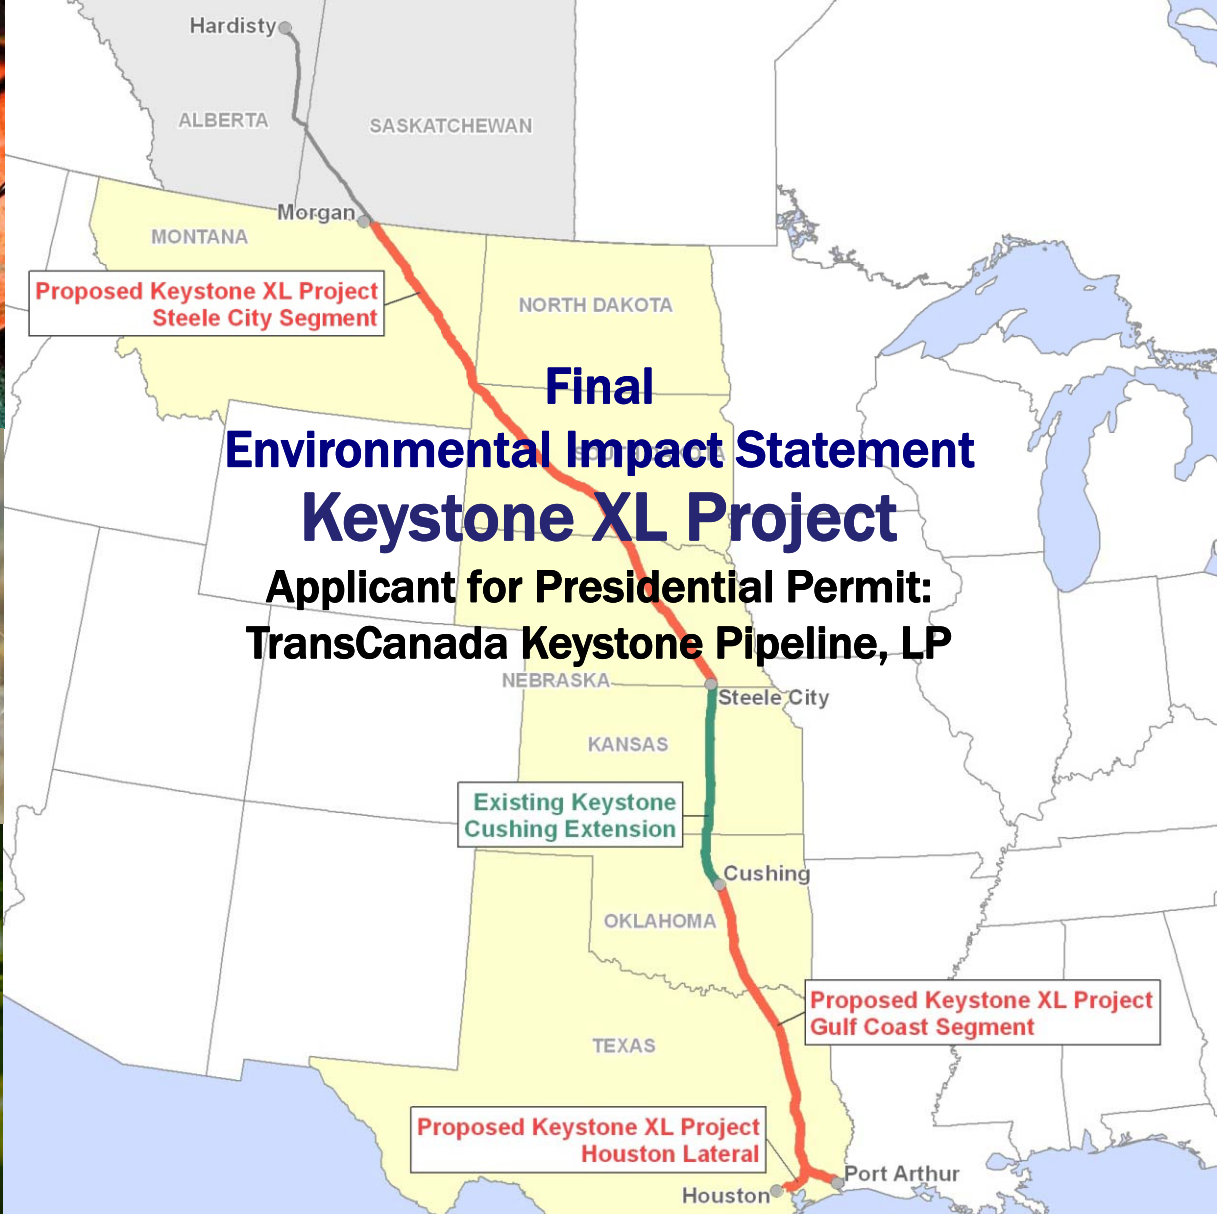 Hardisty
ALBERTA
SASKATCHEWAN
Morgan
MONTANA
Proposed Keystone XL Project
Steele City Segment
NORTH DAKOTA
Final
Environmental Impact Statement
SOUTH DAKOTA
Keystone XL Project
Applicant for Presidential Permit:
TransCanada Keystone Pipeline, LP
NEBRASKA
Steele City
KANSAS
Existing Keystone
Cushing Extension
Cushing
OKLAHOMA
Proposed Keystone XL Project
Gulf Coast Segment
TEXAS
Proposed Keystone XL Project
Houston Lateral
Port Arthur
Houston